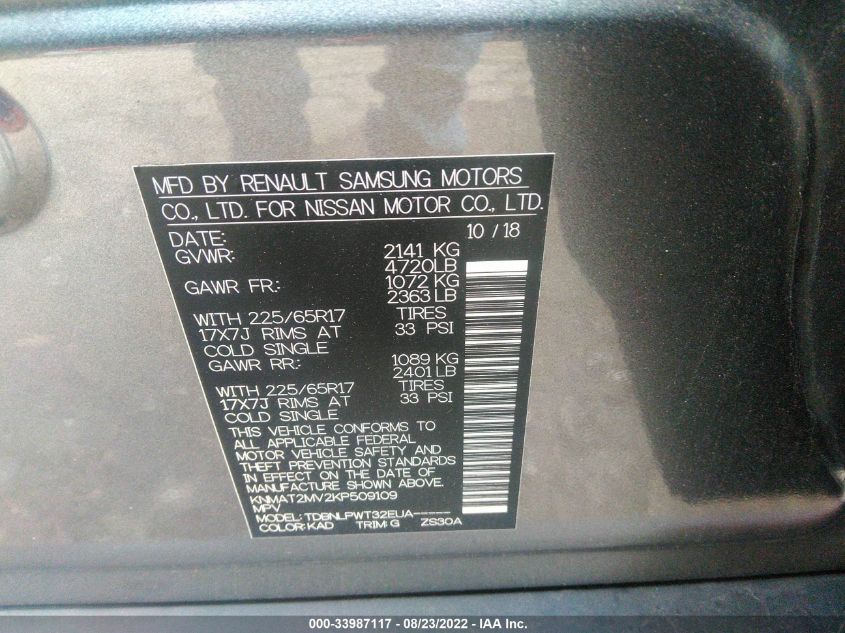 MFD BY RENAULT SAMSUNG MOTORS
CO., LTD. FOR NISSAN MOTOR CO., LTD.
DATE: 10 / 18
GVWR: 2141 KG
4720LB
GAWR FR: 1072 KG
2363 LB
WITH 225/65R17 TIRES
17X7J RIMS AT 33 PSI
COLD SINGLE
GAWR RR: 1089 KG
2401 LB
WITH 225/65R17 TIRES
17X7J RIMS AT 33 PSI
COLD SINGLE
THIS VEHICLE CONFORMS TO
ALL APPLICABLE FEDERAL
MOTOR VEHICLE SAFETY AND
THEFT PREVENTION STANDARDS
IN EFFECT ON THE DATE OF
MANUFACTURE SHOWN ABOVE.
KNMAT2MV2KP509109
MPV
MODEL: TDBNLPWT32EUA-----
COLOR: KAD TRIM: G ZS30A
000-33987117 - 08/23/2022 - IAA Inc.